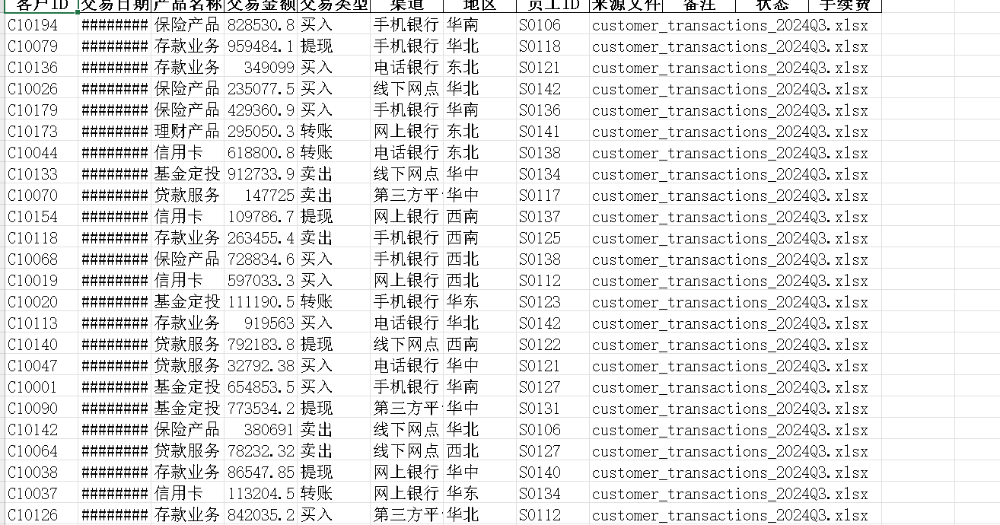 客户ID 交易日期 产品名称 交易金额 交易类型 渠道 地区 员工ID 来源文件 备注 状态 手续费
C10194 ######## 保险产品 828530.8 买入 手机银行 华南 S0106 customer_transactions_2024Q3.xlsx
C10079 ######## 存款业务 959484.1 提现 手机银行 华北 S0118 customer_transactions_2024Q3.xlsx
C10136 ######## 存款业务 349099 买入 电话银行 东北 S0121 customer_transactions_2024Q3.xlsx
C10026 ######## 保险产品 235077.5 买入 线下网点 华北 S0142 customer_transactions_2024Q3.xlsx
C10179 ######## 保险产品 429360.9 买入 手机银行 华南 S0136 customer_transactions_2024Q3.xlsx
C10173 ######## 理财产品 295050.3 转账 网上银行 东北 S0141 customer_transactions_2024Q3.xlsx
C10044 ######## 信用卡 618800.8 转账 电话银行 东北 S0138 customer_transactions_2024Q3.xlsx
C10133 ######## 基金定投 912733.9 卖出 线下网点 华中 S0134 customer_transactions_2024Q3.xlsx
C10070 ######## 贷款服务 147725 卖出 第三方平 华中 S0117 customer_transactions_2024Q3.xlsx
C10154 ######## 信用卡 109786.7 提现 网上银行 西南 S0137 customer_transactions_2024Q3.xlsx
C10118 ######## 存款业务 263455.4 卖出 手机银行 西南 S0125 customer_transactions_2024Q3.xlsx
C10068 ######## 保险产品 728834.6 买入 手机银行 西北 S0138 customer_transactions_2024Q3.xlsx
C10019 ######## 信用卡 597033.3 买入 网上银行 西北 S0112 customer_transactions_2024Q3.xlsx
C10020 ######## 基金定投 111190.5 转账 手机银行 华东 S0123 customer_transactions_2024Q3.xlsx
C10113 ######## 存款业务 919563 买入 电话银行 华北 S0142 customer_transactions_2024Q3.xlsx
C10140 ######## 贷款服务 792183.8 提现 线下网点 西南 S0122 customer_transactions_2024Q3.xlsx
C10047 ######## 贷款服务 32792.38 买入 电话银行 华中 S0121 customer_transactions_2024Q3.xlsx
C10001 ######## 基金定投 654853.5 买入 手机银行 华南 S0127 customer_transactions_2024Q3.xlsx
C10090 ######## 基金定投 773534.2 提现 第三方平 华中 S0131 customer_transactions_2024Q3.xlsx
C10142 ######## 保险产品 380691 卖出 线下网点 华北 S0106 customer_transactions_2024Q3.xlsx
C10064 ######## 贷款服务 78232.32 卖出 线下网点 西北 S0127 customer_transactions_2024Q3.xlsx
C10038 ######## 存款业务 86547.85 提现 网上银行 华中 S0140 customer_transactions_2024Q3.xlsx
C10037 ######## 信用卡 113204.5 转账 网上银行 华东 S0134 customer_transactions_2024Q3.xlsx
C10126 ######## 存款业务 842035.2 买入 第三方平 华北 S0112 customer_transactions_2024Q3.xlsx